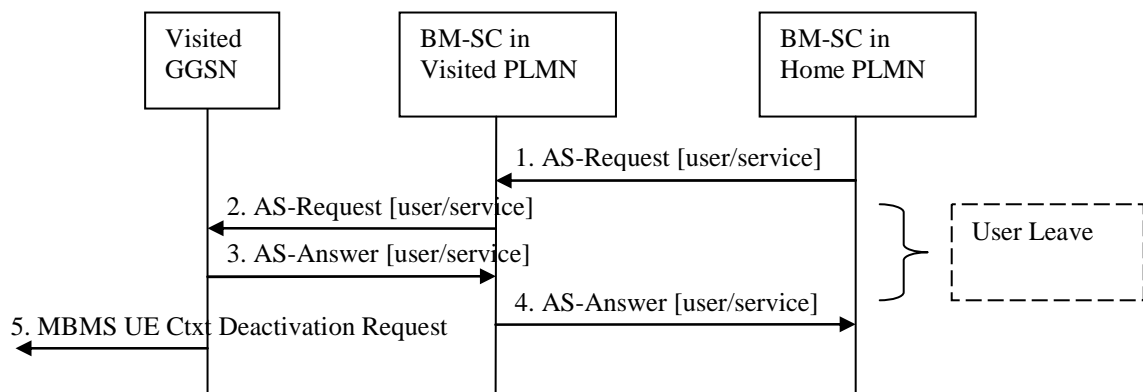 Visited
GGSN
BM-SC in
Visited PLMN
BM-SC in
Home PLMN
1. AS-Request [user/service]
2. AS-Request [user/service]
User Leave
3. AS-Answer [user/service]
4. AS-Answer [user/service]
5. MBMS UE Ctxt Deactivation Request